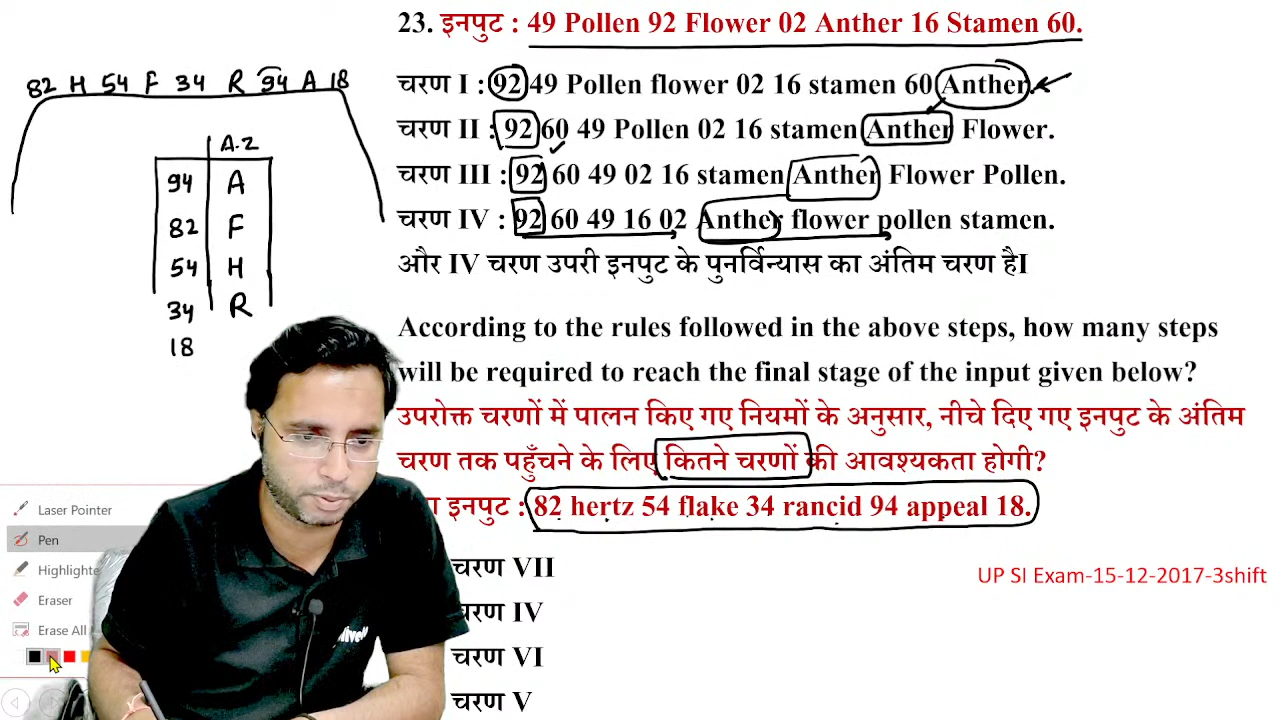 23. इनपुट : 49 Pollen 92 Flower 02 Anther 16 Stamen 60.
चरण I : 92 49 Pollen flower 02 16 stamen 60 Anther.
चरण II : 92 60 49 Pollen 02 16 stamen Anther Flower.
चरण III : 92 60 49 02 16 stamen Anther Flower Pollen.
चरण IV : 92 60 49 16 02 Anther flower pollen stamen.
और IV चरण उपरी इनपुट के पुनर्विन्यास का अंतिम चरण हैI
According to the rules followed in the above steps, how many steps
will be required to reach the final stage of the input given below?
उपरोक्त चरणों में पालन किए गए नियमों के अनुसार, नीचे दिए गए इनपुट के अंतिम
चरण तक पहुँचने के लिए कितने चरणों की आवश्यकता होगी?
इनपुट : 82 hertz 54 flake 34 rancid 94 appeal 18.
चरण VII
चरण IV
चरण VI
चरण V
UP SI Exam-15-12-2017-3shift
82 H 54 F 34 R 94 A 18
A-Z
94 A
82 F
54 H
34 R
18
Laser Pointer
Pen
Highlighte
Eraser
Erase All